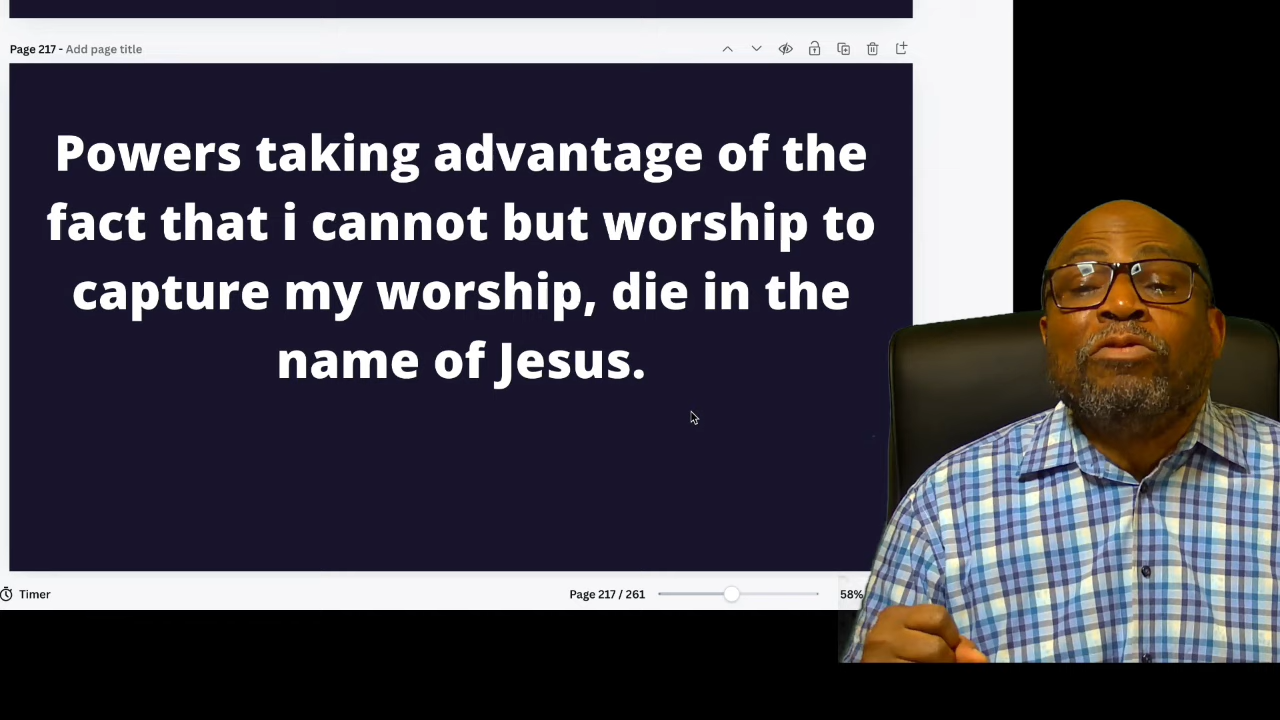 Page 217 - Add page title
Powers taking advantage of the
fact that i cannot but worship to
capture my worship, die in the
name of Jesus.
Timer
Page 217 / 261
58%